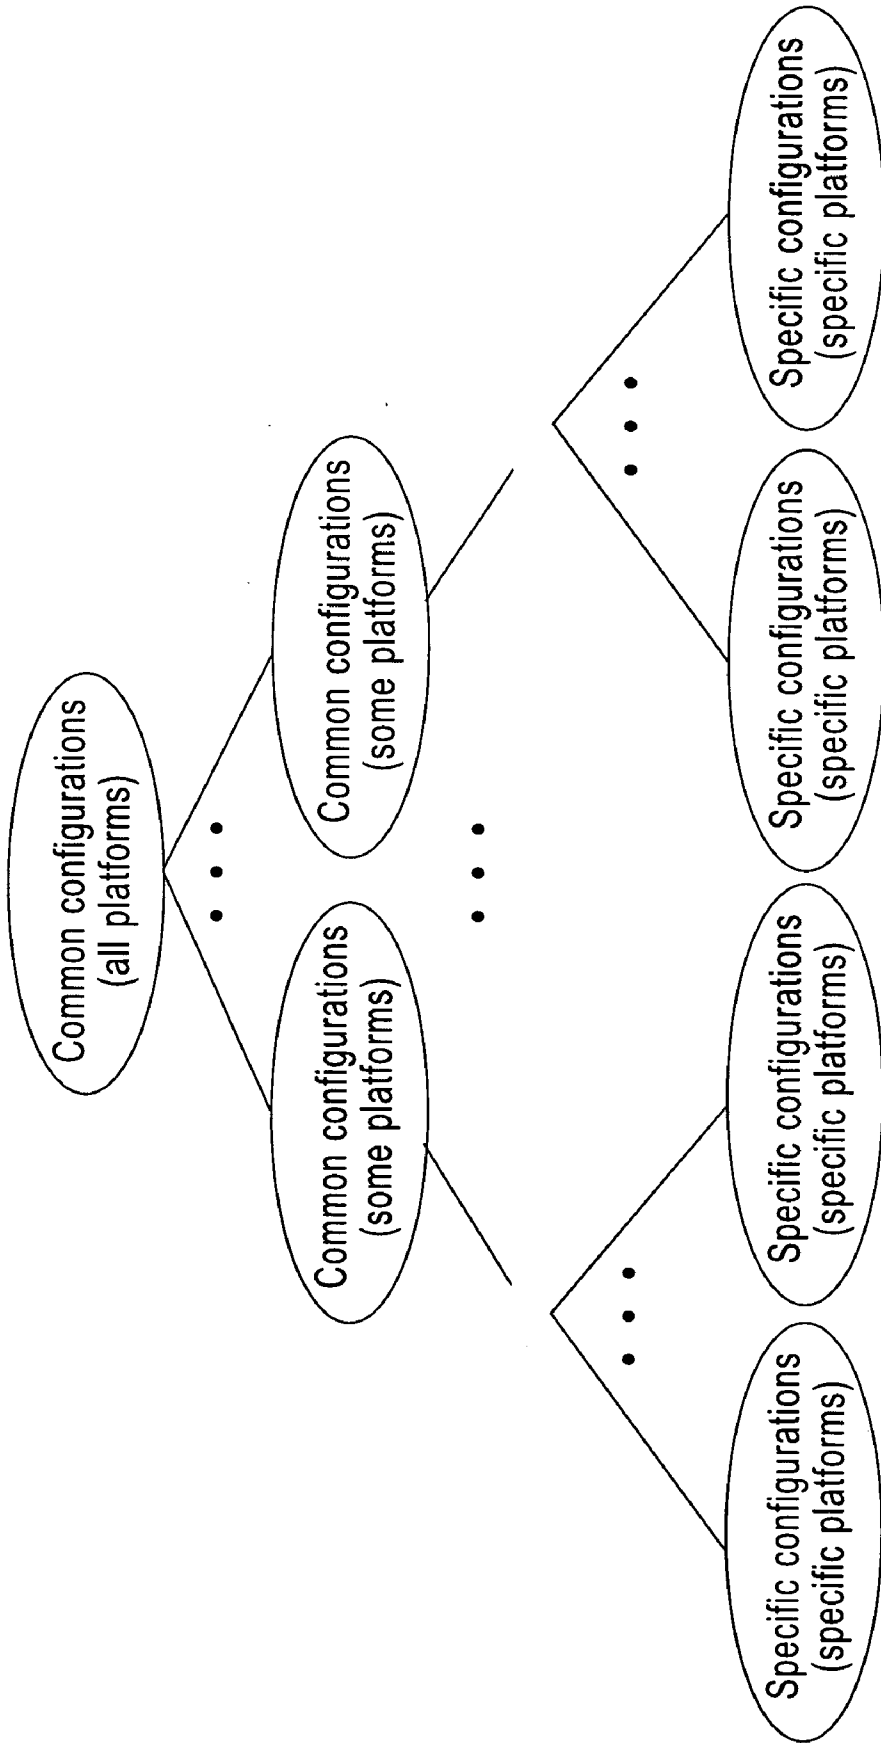 Common configurations
(all platforms)
Common configurations
(some platforms)
Common configurations
(some platforms)
Specific configurations
(specific platforms)
Specific configurations
(specific platforms)
Specific configurations
(specific platforms)
Specific configurations
(specific platforms)